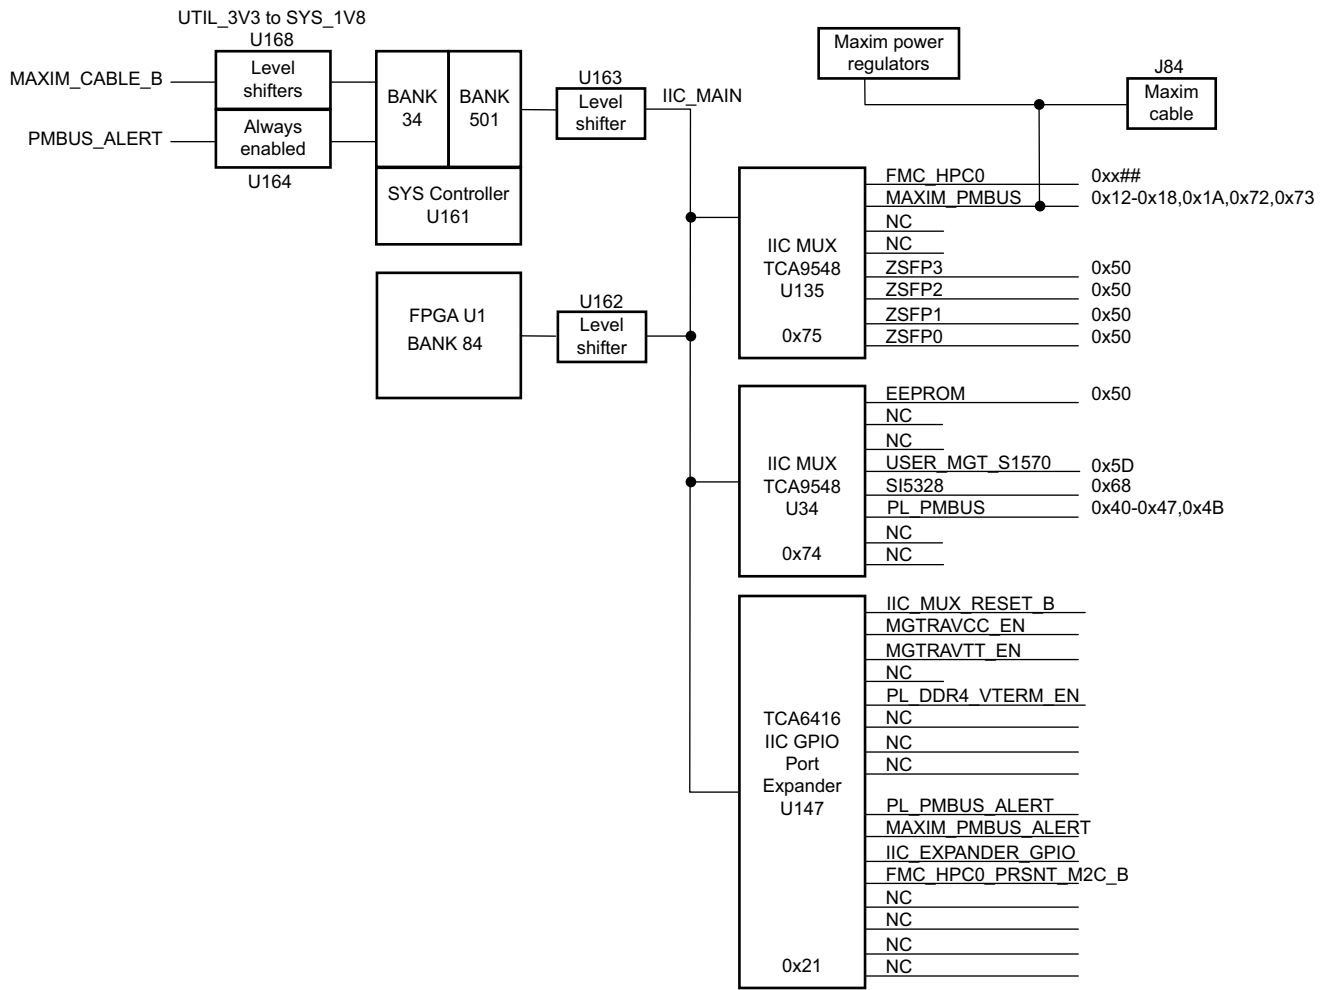 UTIL_3V3 to SYS_1V8
U168
MAXIM_CABLE_B
Level
shifters
PMBUS_ALERT
Always
enabled
U164
BANK
34
BANK
501
SYS Controller
U161
U163
Level
shifter
IIC_MAIN
FPGA U1
BANK 84
U162
Level
shifter
Maxim power
regulators
J84
Maxim
cable
IIC MUX
TCA9548
U135
0x75
FMC_HPC0 0xx##
MAXIM_PMBUS 0x12-0x18,0x1A,0x72,0x73
NC
NC
ZSFP3 0x50
ZSFP2 0x50
ZSFP1 0x50
ZSFP0 0x50
IIC MUX
TCA9548
U34
0x74
EEPROM 0x50
NC
NC
USER_MGT_S1570 0x5D
SI5328 0x68
PL_PMBUS 0x40-0x47,0x4B
NC
NC
TCA6416
IIC GPIO
Port
Expander
U147
0x21
IIC_MUX_RESET_B
MGTRAVCC_EN
MGTRAVTT_EN
NC
PL_DDR4_VTERM_EN
NC
NC
NC
PL_PMBUS_ALERT
MAXIM_PMBUS_ALERT
IIC_EXPANDER_GPIO
FMC_HPC0_PRSNT_M2C_B
NC
NC
NC
NC